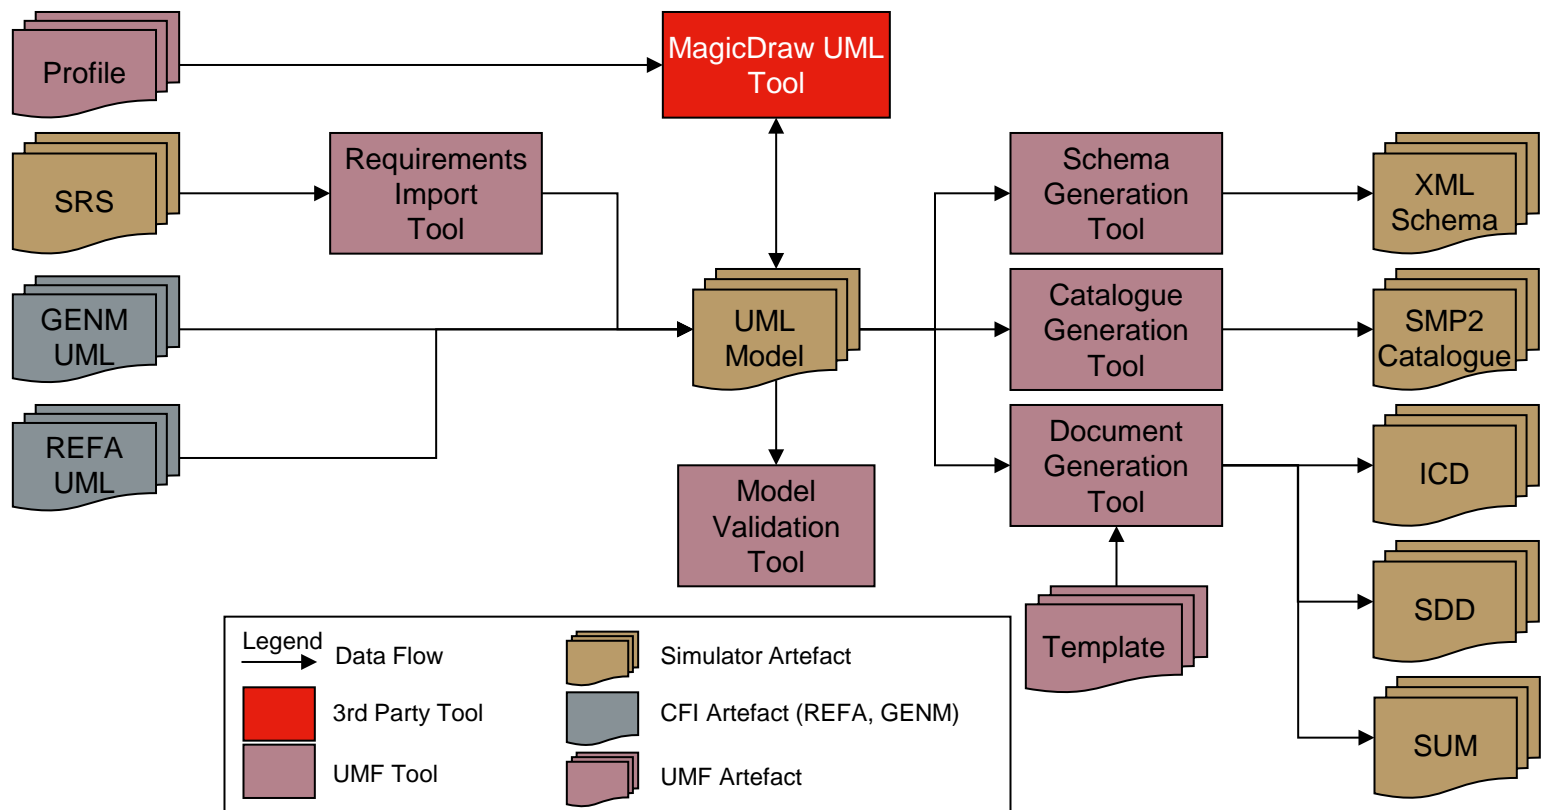 Profile
MagicDraw UML
Tool
SRS
Requirements
Import
Tool
Schema
Generation
Tool
XML
Schema
GENM
UML
UML
Model
Catalogue
Generation
Tool
SMP2
Catalogue
REFA
UML
Model
Validation
Tool
Document
Generation
Tool
ICD
SDD
Template
SUM
Legend
Data Flow
Simulator Artefact
3rd Party Tool
CFI Artefact (REFA, GENM)
UMF Tool
UMF Artefact